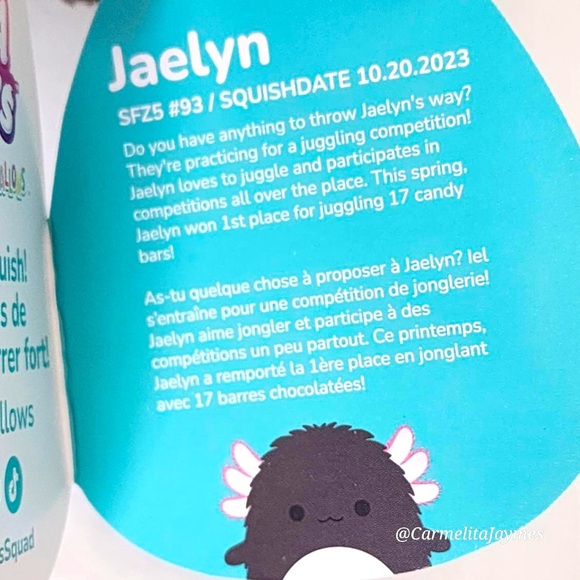 Jaelyn
SFZ5 #93 / SQUISHDATE 10.20.2023
Do you have anything to throw Jaelyn's way?
They're practicing for a juggling competition!
Jaelyn loves to juggle and participates in
competitions all over the place. This spring,
Jaelyn won 1st place for juggling 17 candy
bars!
As-tu quelque chose à proposer à Jaelyn? Iel
s'entraîne pour une compétition de jonglerie!
Jaelyn aime jongler et participe à des
compétitions un peu partout. Ce printemps,
Jaelyn a remporté la 1ère place en jonglant
avec 17 barres chocolatées!
uish!
s de
rer fort!
llows
sSquad